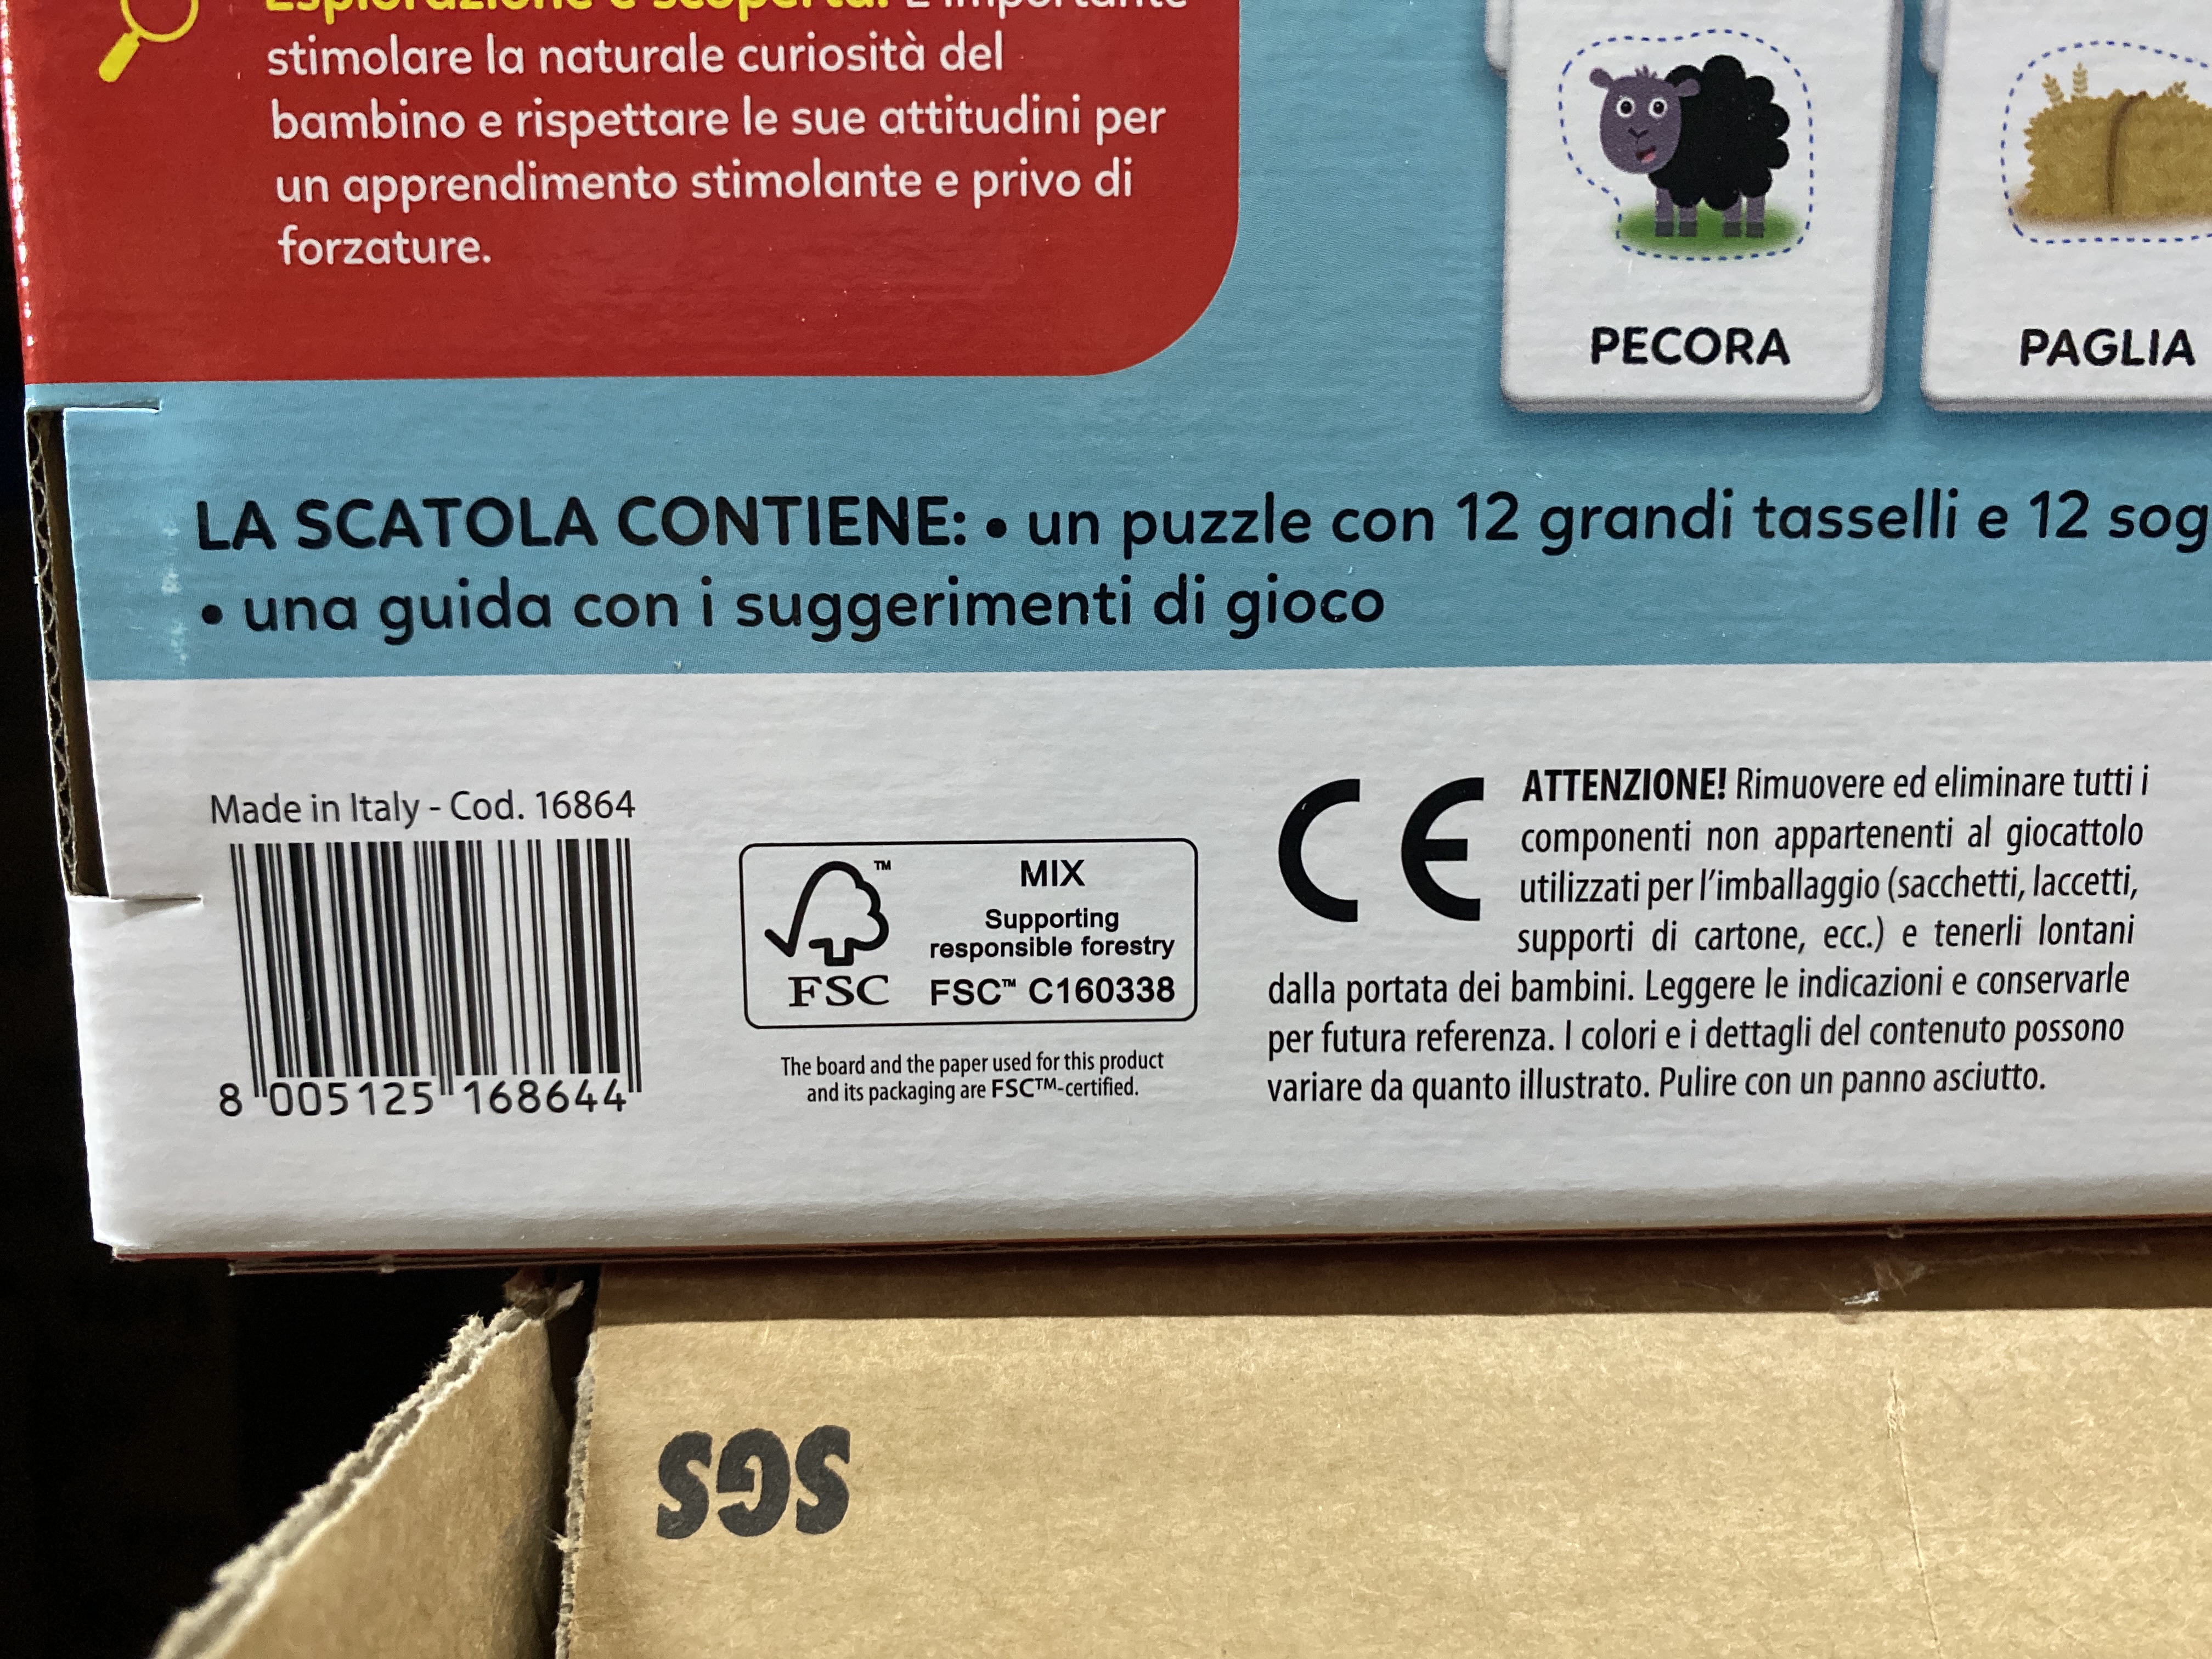 Esplorazione e scoperta! È importante
stimolare la naturale curiosità del
bambino e rispettare le sue attitudini per
un apprendimento stimolante e privo di
forzature.
PECORA
PAGLIA
LA SCATOLA CONTIENE: • un puzzle con 12 grandi tasselli e 12 sog
• una guida con i suggerimenti di gioco
Made in Italy - Cod. 16864
8 005125 168644
™
FSC
MIX
Supporting
responsible forestry
FSC™ C160338
The board and the paper used for this product
and its packaging are FSC™-certified.
CE
ATTENZIONE! Rimuovere ed eliminare tutti i
componenti non appartenenti al giocattolo
utilizzati per l'imballaggio (sacchetti, laccetti,
supporti di cartone, ecc.) e tenerli lontani
dalla portata dei bambini. Leggere le indicazioni e conservarle
per futura referenza. I colori e i dettagli del contenuto possono
variare da quanto illustrato. Pulire con un panno asciutto.
SGS